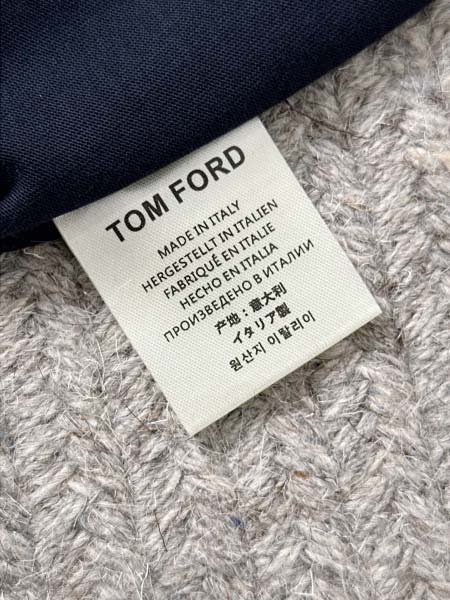 TOM FORD
MADE IN ITALY
HERGESTELLT IN ITALIEN
FABRIQUÉ EN ITALIE
HECHO EN ITALIA
ПРОИЗВЕДЕНО В ИТАЛИИ
产地：意大利
イタリア製
원산지 이탈리아